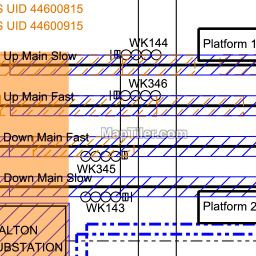 S UID 44600815
S UID 44600915
WK144
Platform 1
Up Main Slow
WK346
Up Main Fast
MapTiler.com
Down Main Fast
WK345
Down Main Slow
WK143
Platform 2
ALTON
UBSTATION